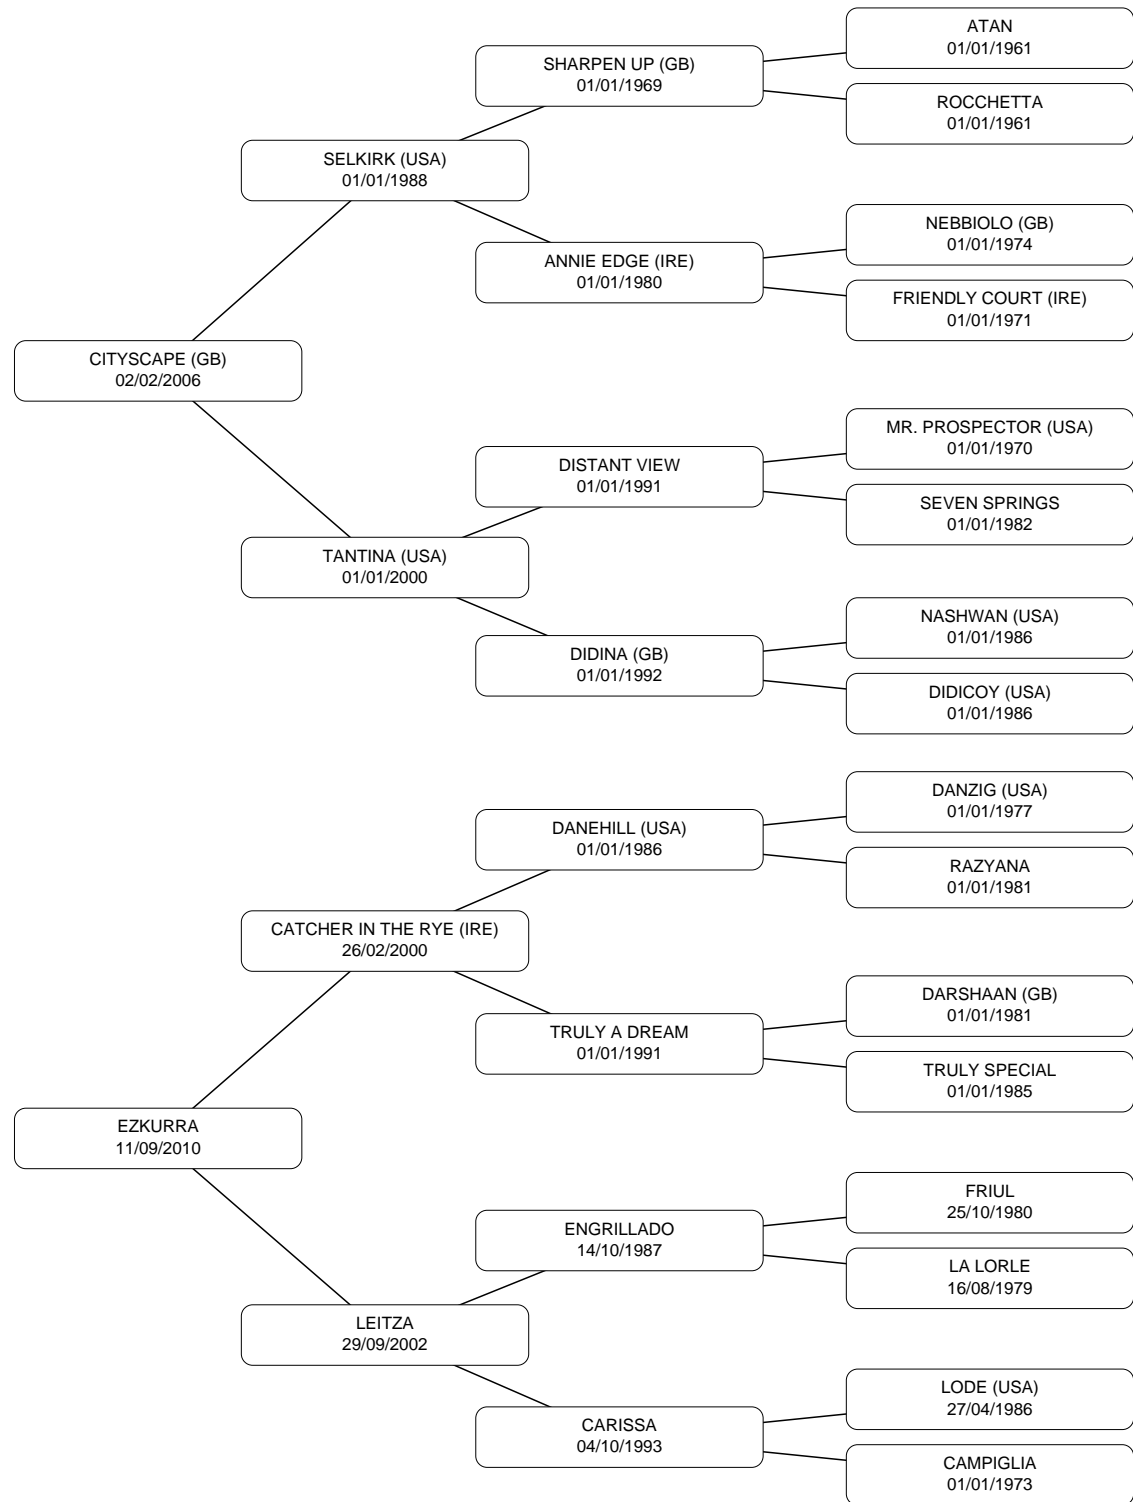 ATAN
01/01/1961
SHARPEN UP (GB)
01/01/1969
ROCCHETTA
01/01/1961
SELKIRK (USA)
01/01/1988
NEBBIOLO (GB)
01/01/1974
ANNIE EDGE (IRE)
01/01/1980
FRIENDLY COURT (IRE)
01/01/1971
CITYSCAPE (GB)
02/02/2006
MR. PROSPECTOR (USA)
01/01/1970
DISTANT VIEW
01/01/1991
SEVEN SPRINGS
01/01/1982
TANTINA (USA)
01/01/2000
NASHWAN (USA)
01/01/1986
DIDINA (GB)
01/01/1992
DIDICOY (USA)
01/01/1986
DANZIG (USA)
01/01/1977
DANEHILL (USA)
01/01/1986
RAZYANA
01/01/1981
CATCHER IN THE RYE (IRE)
26/02/2000
DARSHAAN (GB)
01/01/1981
TRULY A DREAM
01/01/1991
TRULY SPECIAL
01/01/1985
EZKURRA
11/09/2010
FRIUL
25/10/1980
ENGRILLADO
14/10/1987
LA LORLE
16/08/1979
LEITZA
29/09/2002
LODE (USA)
27/04/1986
CARISSA
04/10/1993
CAMPIGLIA
01/01/1973